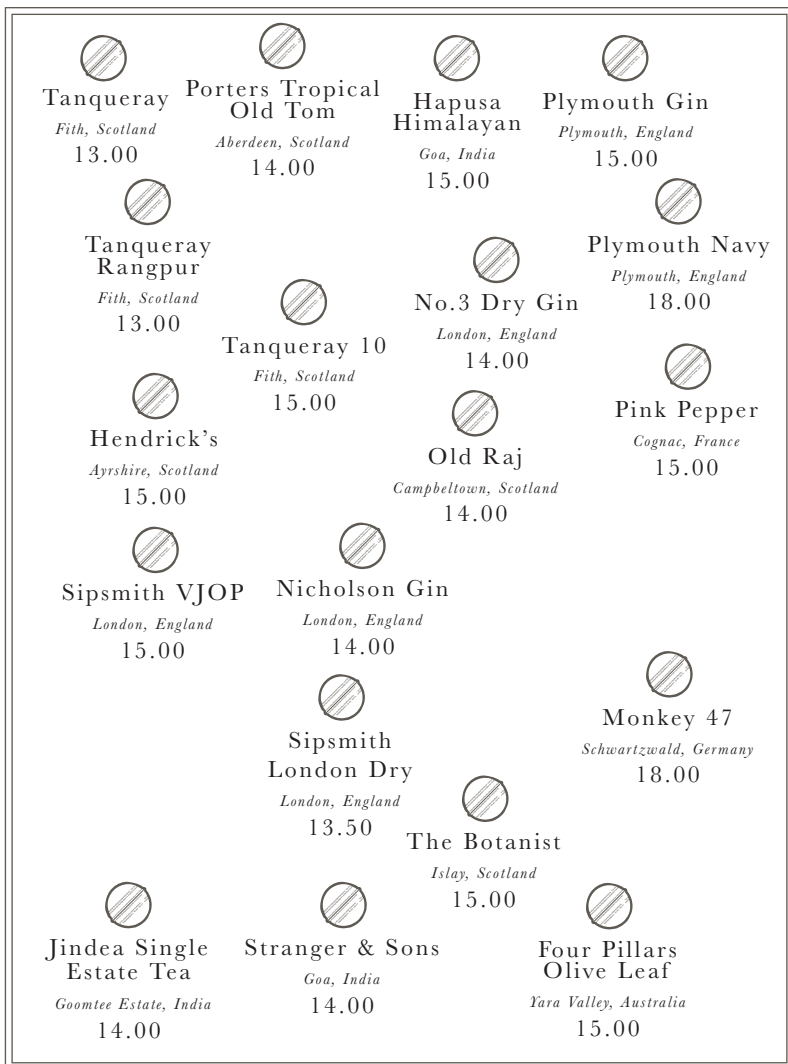 Tanqueray
Fith, Scotland
13.00
Porters Tropical
Old Tom
Aberdeen, Scotland
14.00
Hapusa
Himalayan
Goa, India
15.00
Plymouth Gin
Plymouth, England
15.00
Tanqueray
Rangpur
Fith, Scotland
13.00
Plymouth Navy
Plymouth, England
18.00
No.3 Dry Gin
London, England
14.00
Tanqueray 10
Fith, Scotland
15.00
Pink Pepper
Cognac, France
15.00
Hendrick's
Ayrshire, Scotland
15.00
Old Raj
Campbeltown, Scotland
14.00
Sipsmith VJOP
London, England
15.00
Nicholson Gin
London, England
14.00
Monkey 47
Schwartzwald, Germany
18.00
Sipsmith
London Dry
London, England
13.50
The Botanist
Islay, Scotland
15.00
Jindea Single
Estate Tea
Goomtee Estate, India
14.00
Stranger & Sons
Goa, India
14.00
Four Pillars
Olive Leaf
Yara Valley, Australia
15.00